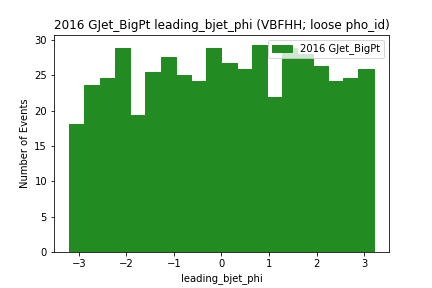 2016 GJet_BigPt leading_bjet_phi (VBFHH; loose pho_id)
2016 GJet_BigPt
30
25
20
15
10
5
0
Number of Events
−3 −2 −1 0 1 2 3
leading_bjet_phi